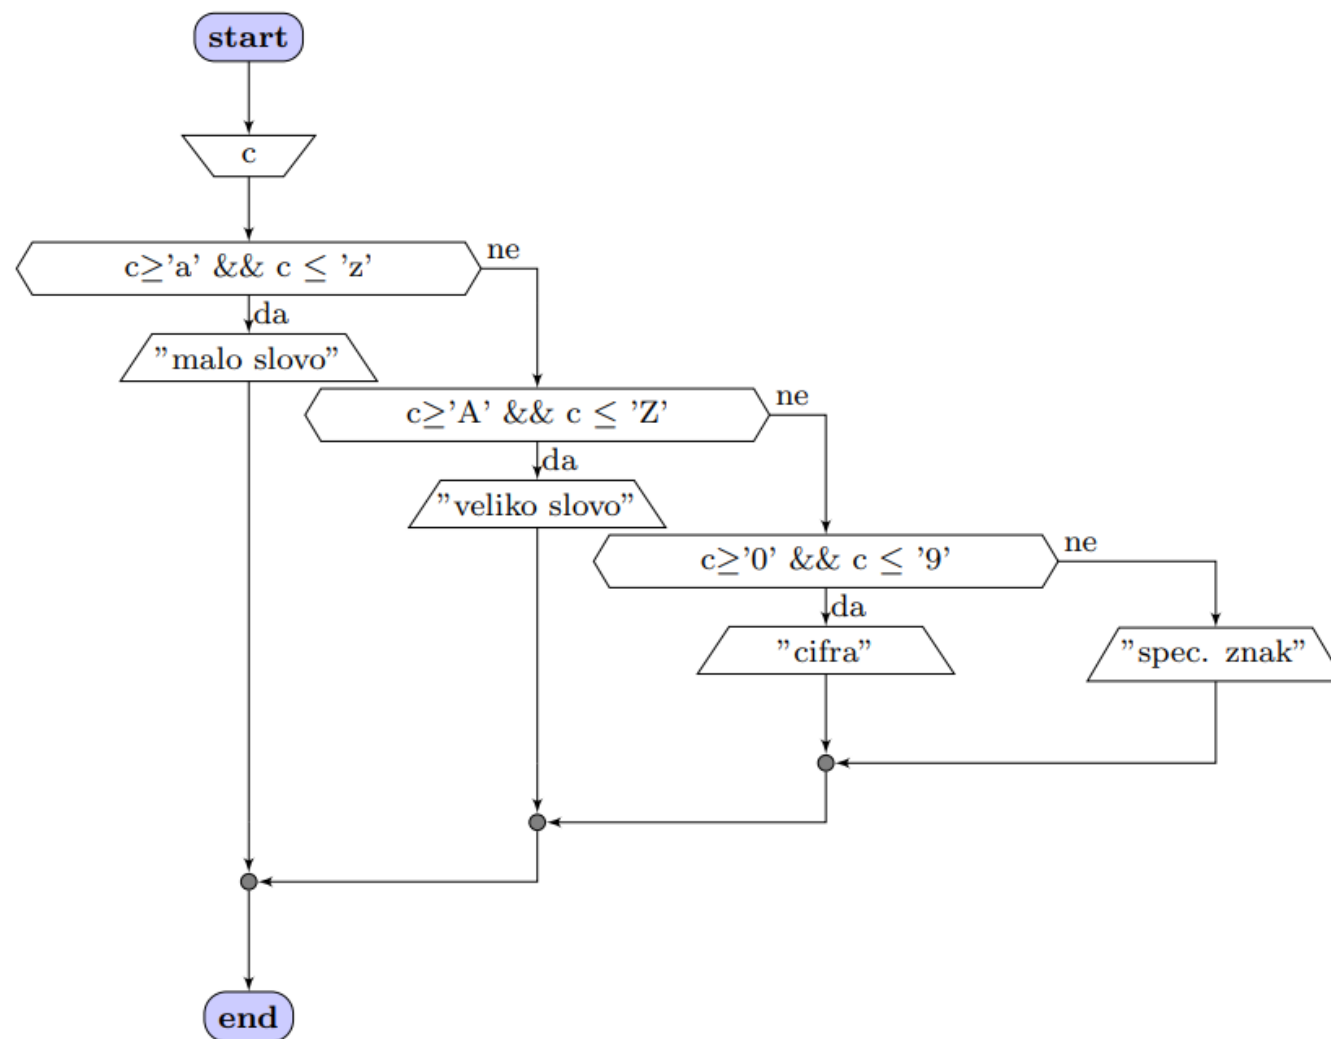 start
c
c≥'a' && c ≤ 'z'
ne
da
”malo slovo”
c≥'A' && c ≤ 'Z'
ne
da
”veliko slovo”
c≥'0' && c ≤ '9'
ne
da
”cifra”
”spec. znak”
end